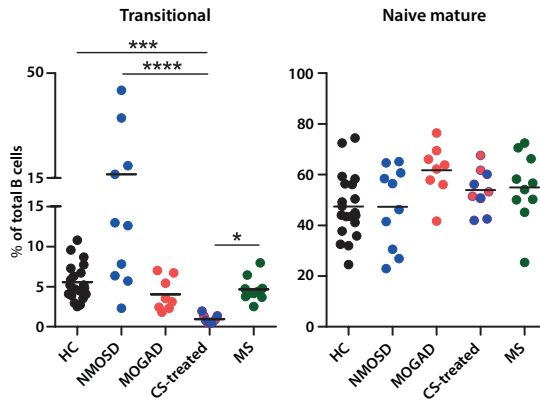 Transitional
Naive mature
***
****
*
% of total B cells
50
15
15
10
5
0
HC
NMOSD
MOGAD
CS-treated
MS
100
80
60
40
20
0
HC
NMOSD
MOGAD
CS-treated
MS